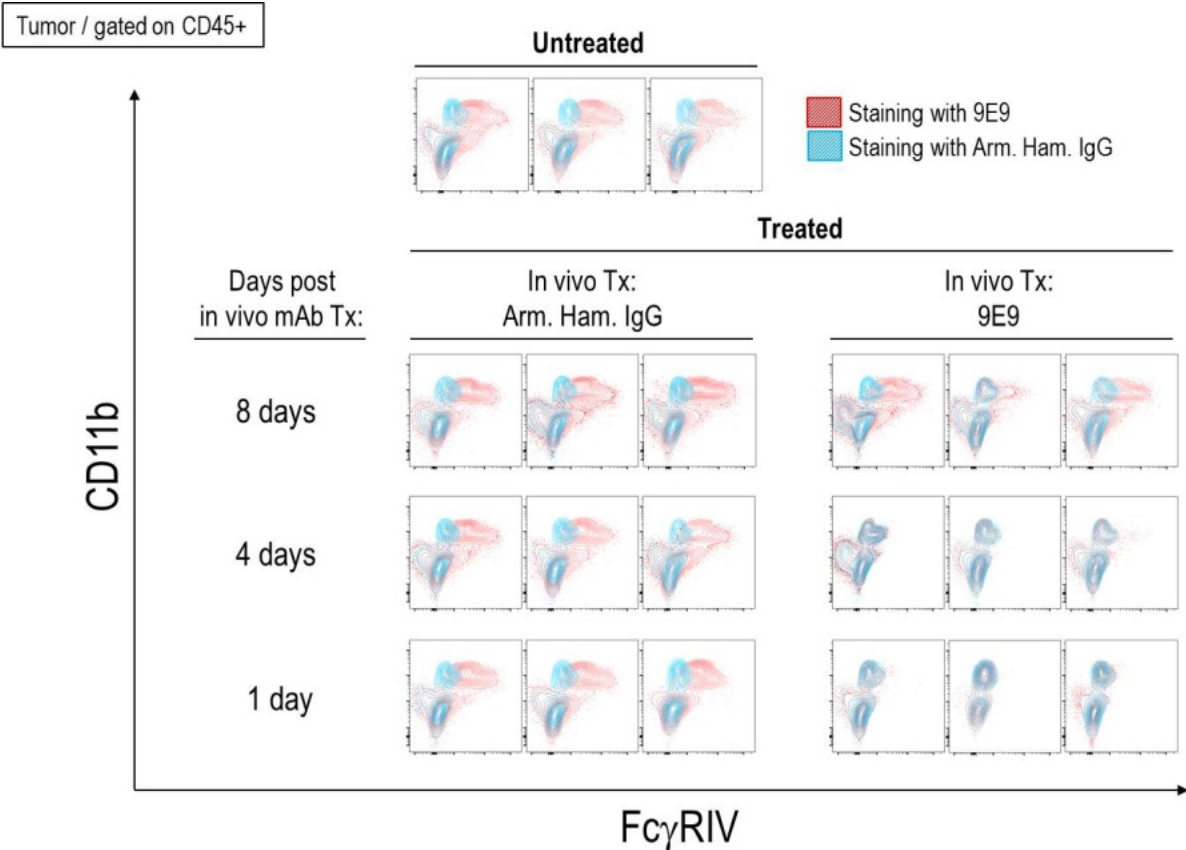 Tumor / gated on CD45+
Untreated
Staining with 9E9
Staining with Arm. Ham. IgG
Treated
Days post
in vivo mAb Tx:
In vivo Tx:
Arm. Ham. IgG
In vivo Tx:
9E9
8 days
4 days
1 day
CD11b
FcγRIV